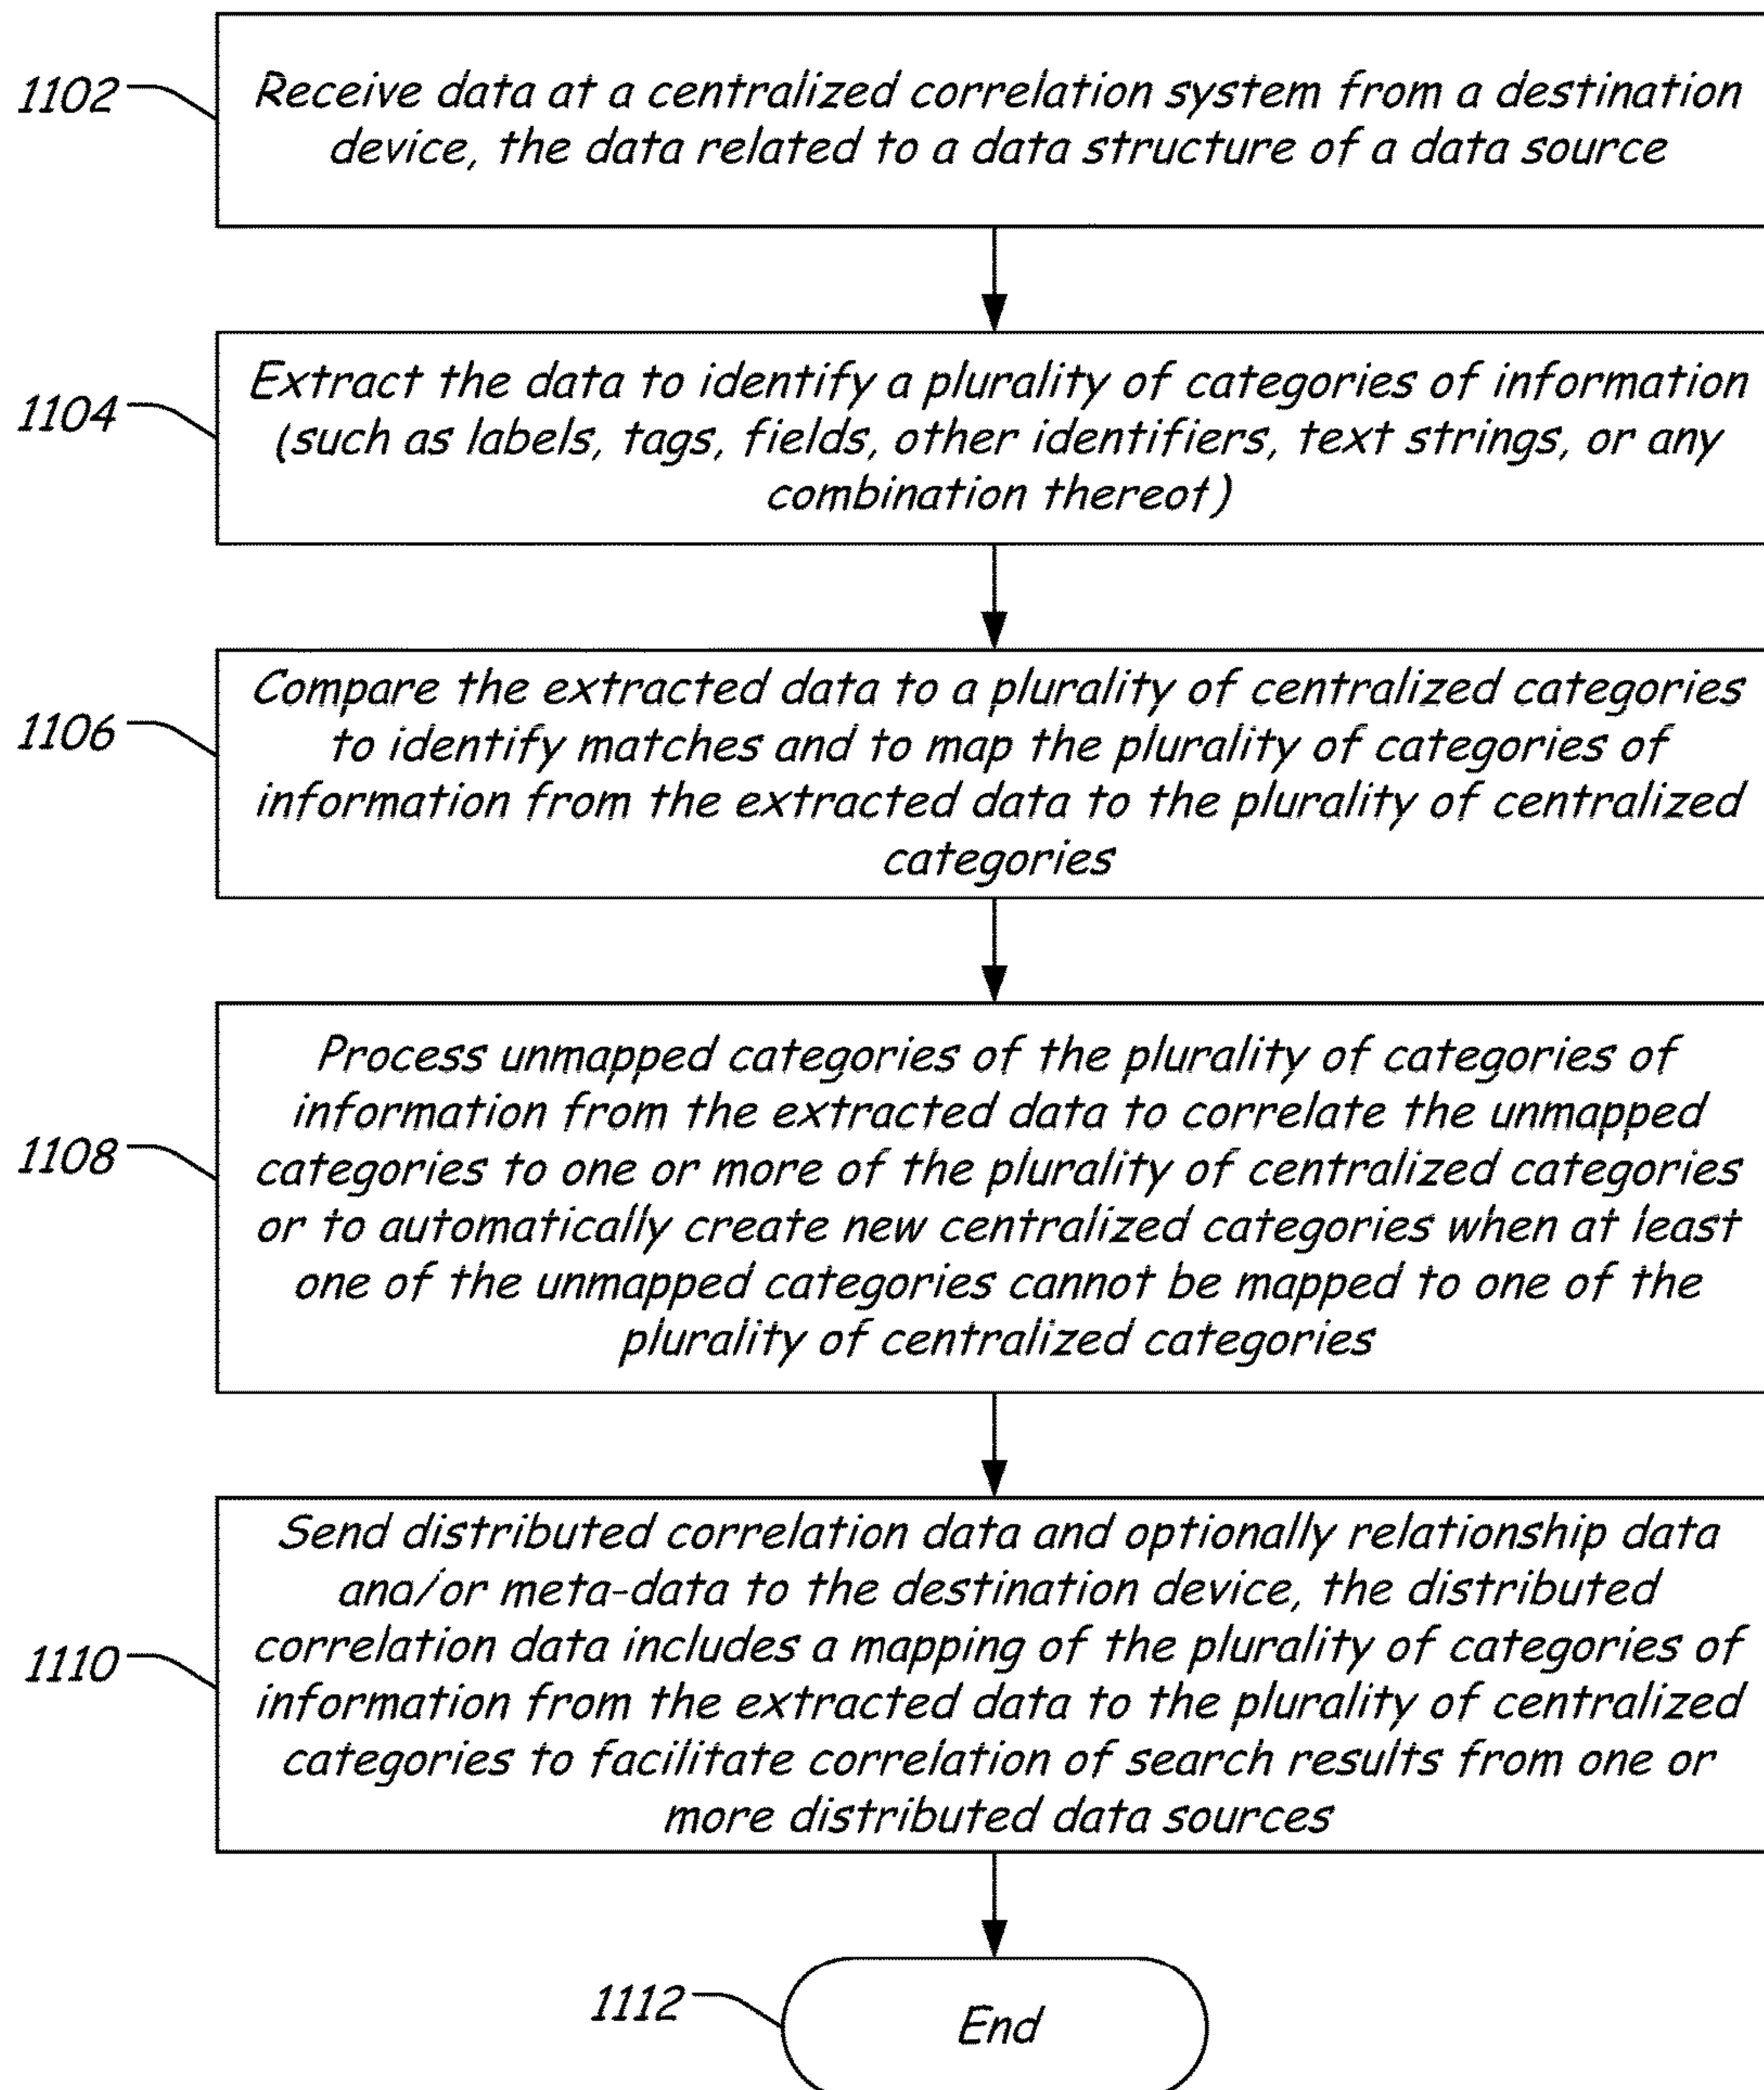 1102
Receive data at a centralized correlation system from a destination
device, the data related to a data structure of a data source
1104
Extract the data to identify a plurality of categories of information
(such as labels, tags, fields, other identifiers, text strings, or any
combination thereof)
1106
Compare the extracted data to a plurality of centralized categories
to identify matches and to map the plurality of categories of
information from the extracted data to the plurality of centralized
categories
1108
Process unmapped categories of the plurality of categories of
information from the extracted data to correlate the unmapped
categories to one or more of the plurality of centralized categories
or to automatically create new centralized categories when at least
one of the unmapped categories cannot be mapped to one of the
plurality of centralized categories
1110
Send distributed correlation data and optionally relationship data
and/or meta-data to the destination device, the distributed
correlation data includes a mapping of the plurality of categories of
information from the extracted data to the plurality of centralized
categories to facilitate correlation of search results from one or
more distributed data sources
1112
End